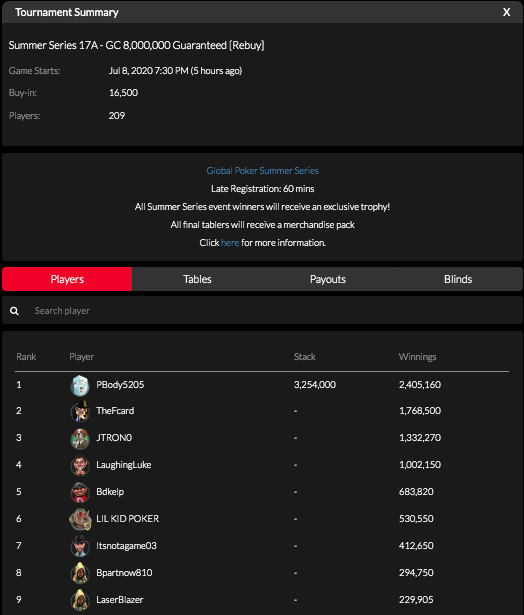 Tournament Summary X
Summer Series 17A - GC 8,000,000 Guaranteed [Rebuy]
Game Starts: Jul 8, 2020 7:30 PM (5 hours ago)
Buy-in: 16,500
Players: 209
Global Poker Summer Series
Late Registration: 60 mins
All Summer Series event winners will receive an exclusive trophy!
All final tablers will receive a merchandise pack
Click here for more information.
Players Tables Payouts Blinds
Search player
Rank Player Stack Winnings
1 PBody5205 3,254,000 2,405,160
2 TheFcard - 1,768,500
3 JTRON0 - 1,332,270
4 LaughingLuke - 1,002,150
5 Bdkelp - 683,820
6 LIL KID POKER - 530,550
7 Itsnotagame03 - 412,650
8 Bpartnow810 - 294,750
9 LaserBlazer - 229,905